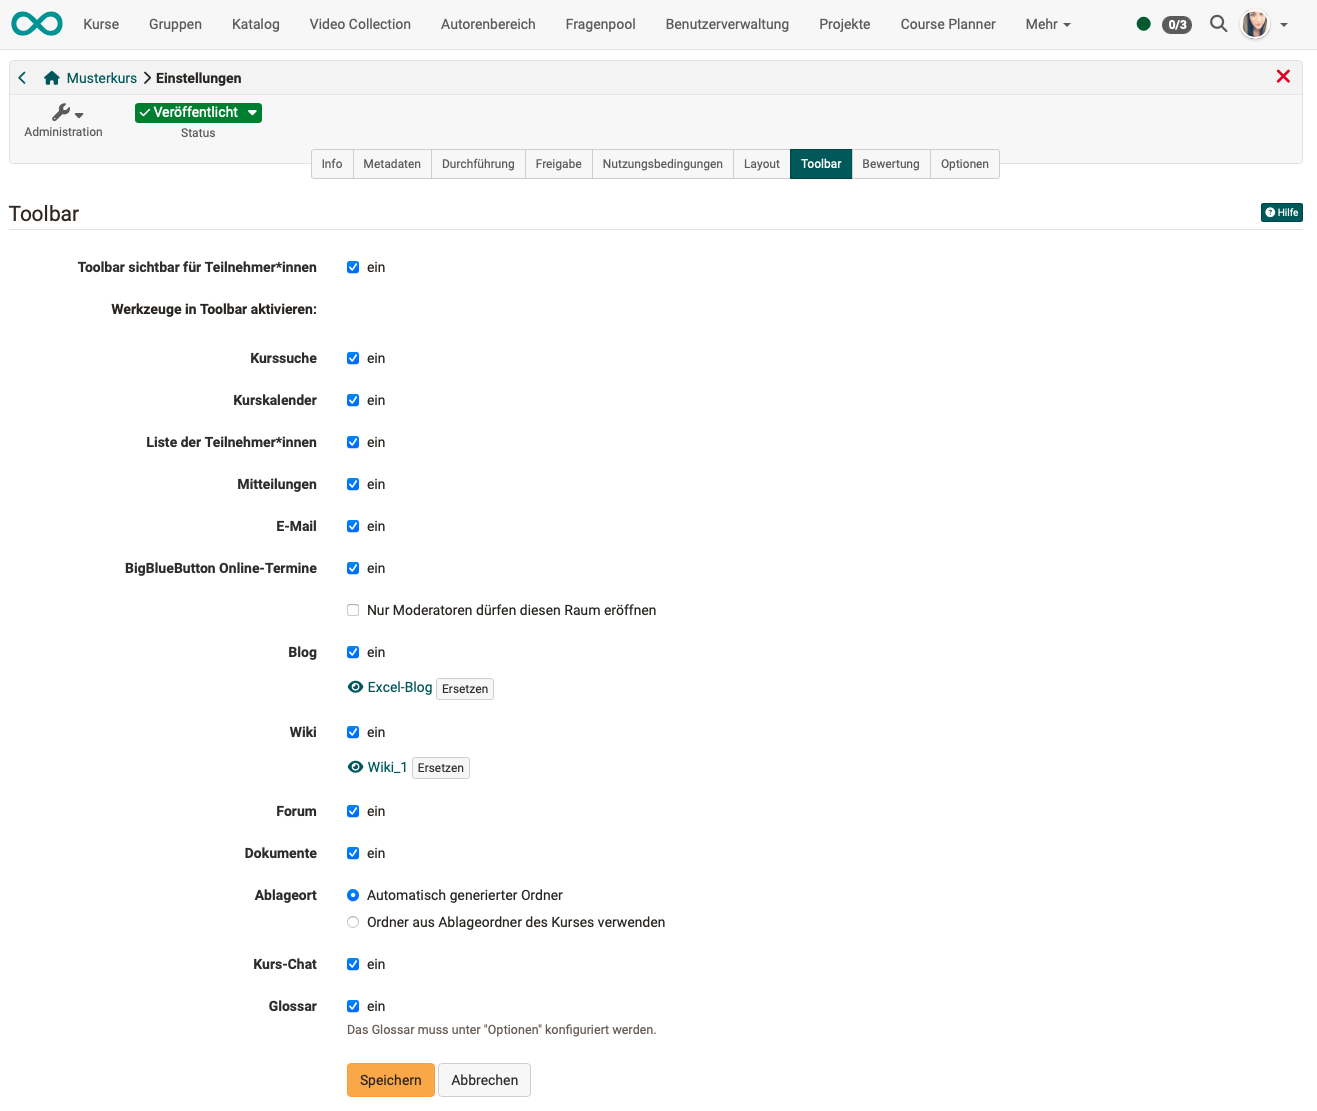 Kurse Gruppen Katalog Video Collection Autorenbereich Fragenpool Benutzerverwaltung Projekte Course Planner Mehr 0/3
Musterkurs Einstellungen
Administration
Veröffentlicht
Status
Info Metadaten Durchführung Freigabe Nutzungsbedingungen Layout Toolbar Bewertung Optionen
Toolbar
Hilfe
Toolbar sichtbar für Teilnehmer*innen ein
Werkzeuge in Toolbar aktivieren:
Kurssuche ein
Kurskalender ein
Liste der Teilnehmer*innen ein
Mitteilungen ein
E-Mail ein
BigBlueButton Online-Termine ein
Nur Moderatoren dürfen diesen Raum eröffnen
Blog ein
Excel-Blog Ersetzen
Wiki ein
Wiki_1 Ersetzen
Forum ein
Dokumente ein
Ablageort Automatisch generierter Ordner
Ordner aus Ablageordner des Kurses verwenden
Kurs-Chat ein
Glossar ein
Das Glossar muss unter "Optionen" konfiguriert werden.
Speichern Abbrechen